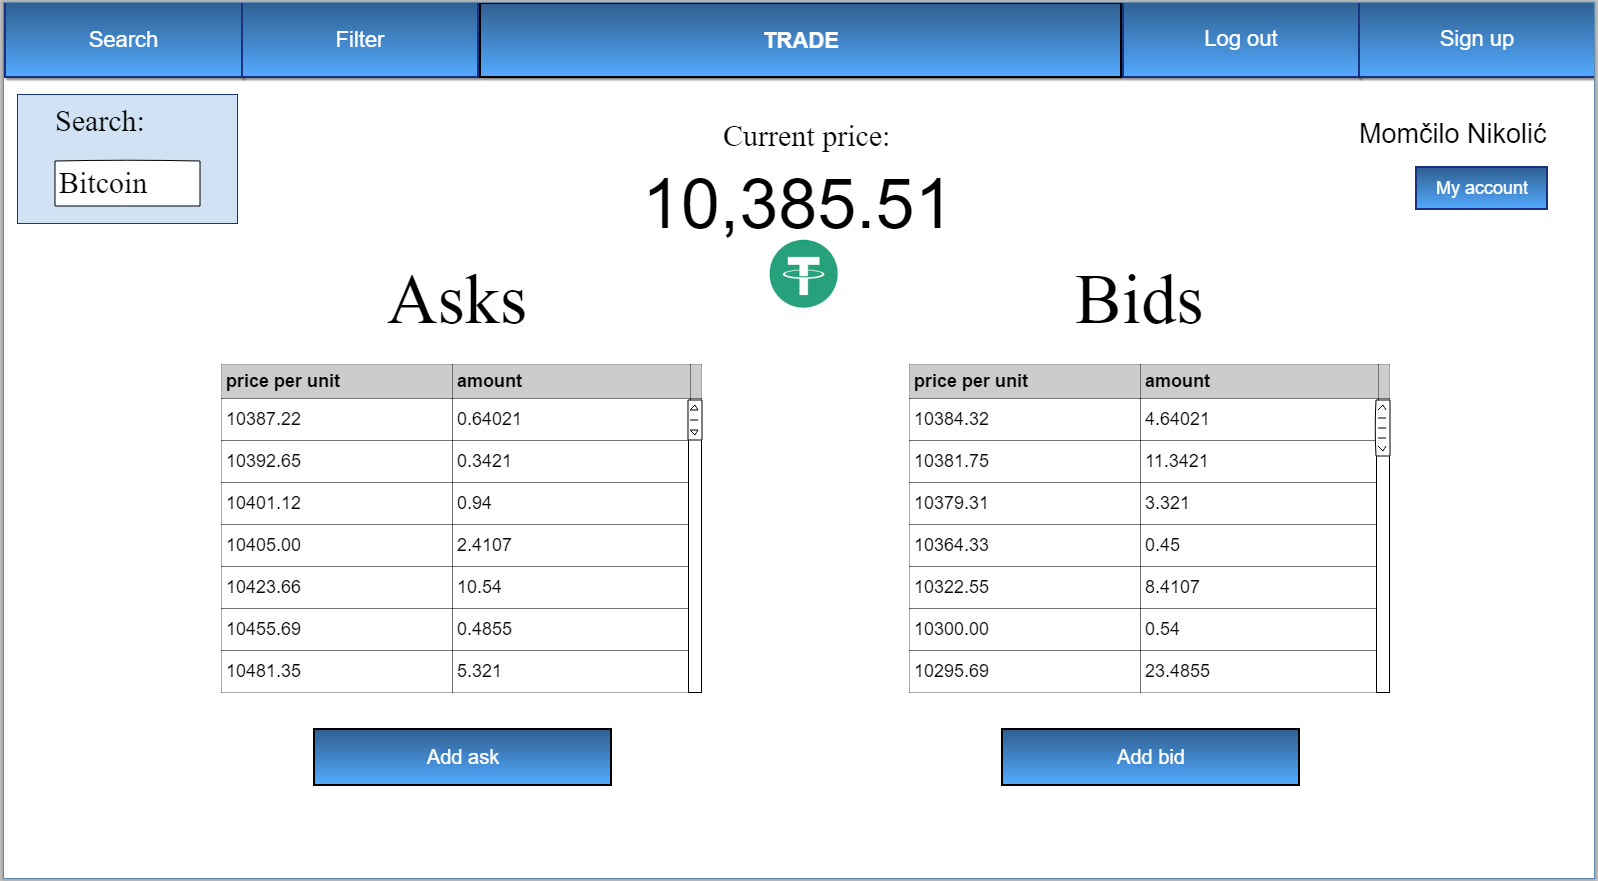 Search Filter TRADE Log out Sign up
Search:
Bitcoin
Current price:
10,385.51
Momčilo Nikolić
My account
Asks
price per unit amount
10387.22 0.64021
10392.65 0.3421
10401.12 0.94
10405.00 2.4107
10423.66 10.54
10455.69 0.4855
10481.35 5.321
Add ask
Bids
price per unit amount
10384.32 4.64021
10381.75 11.3421
10379.31 3.321
10364.33 0.45
10322.55 8.4107
10300.00 0.54
10295.69 23.4855
Add bid